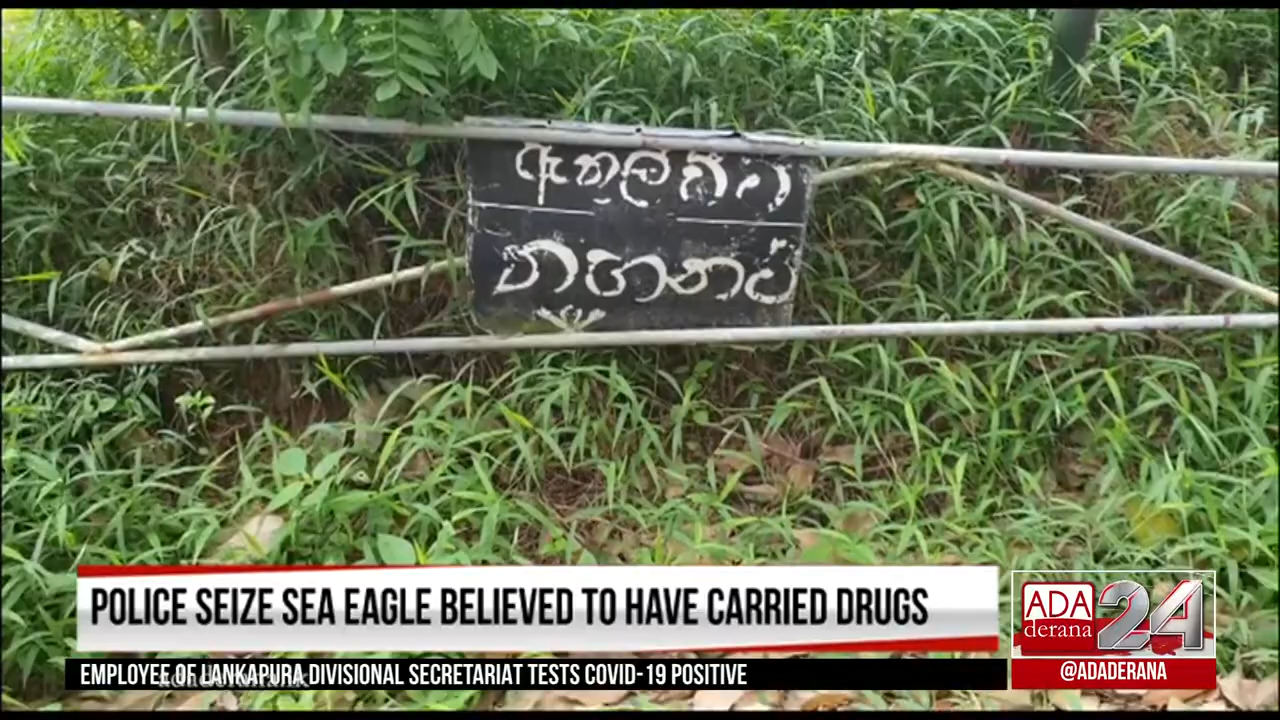 ඇතුල්වීම
තහනම්
POLICE SEIZE SEA EAGLE BELIEVED TO HAVE CARRIED DRUGS
ADA derana 24
EMPLOYEE OF LANKAPURA DIVISIONAL SECRETARIAT TESTS COVID-19 POSITIVE
@ADADERANA